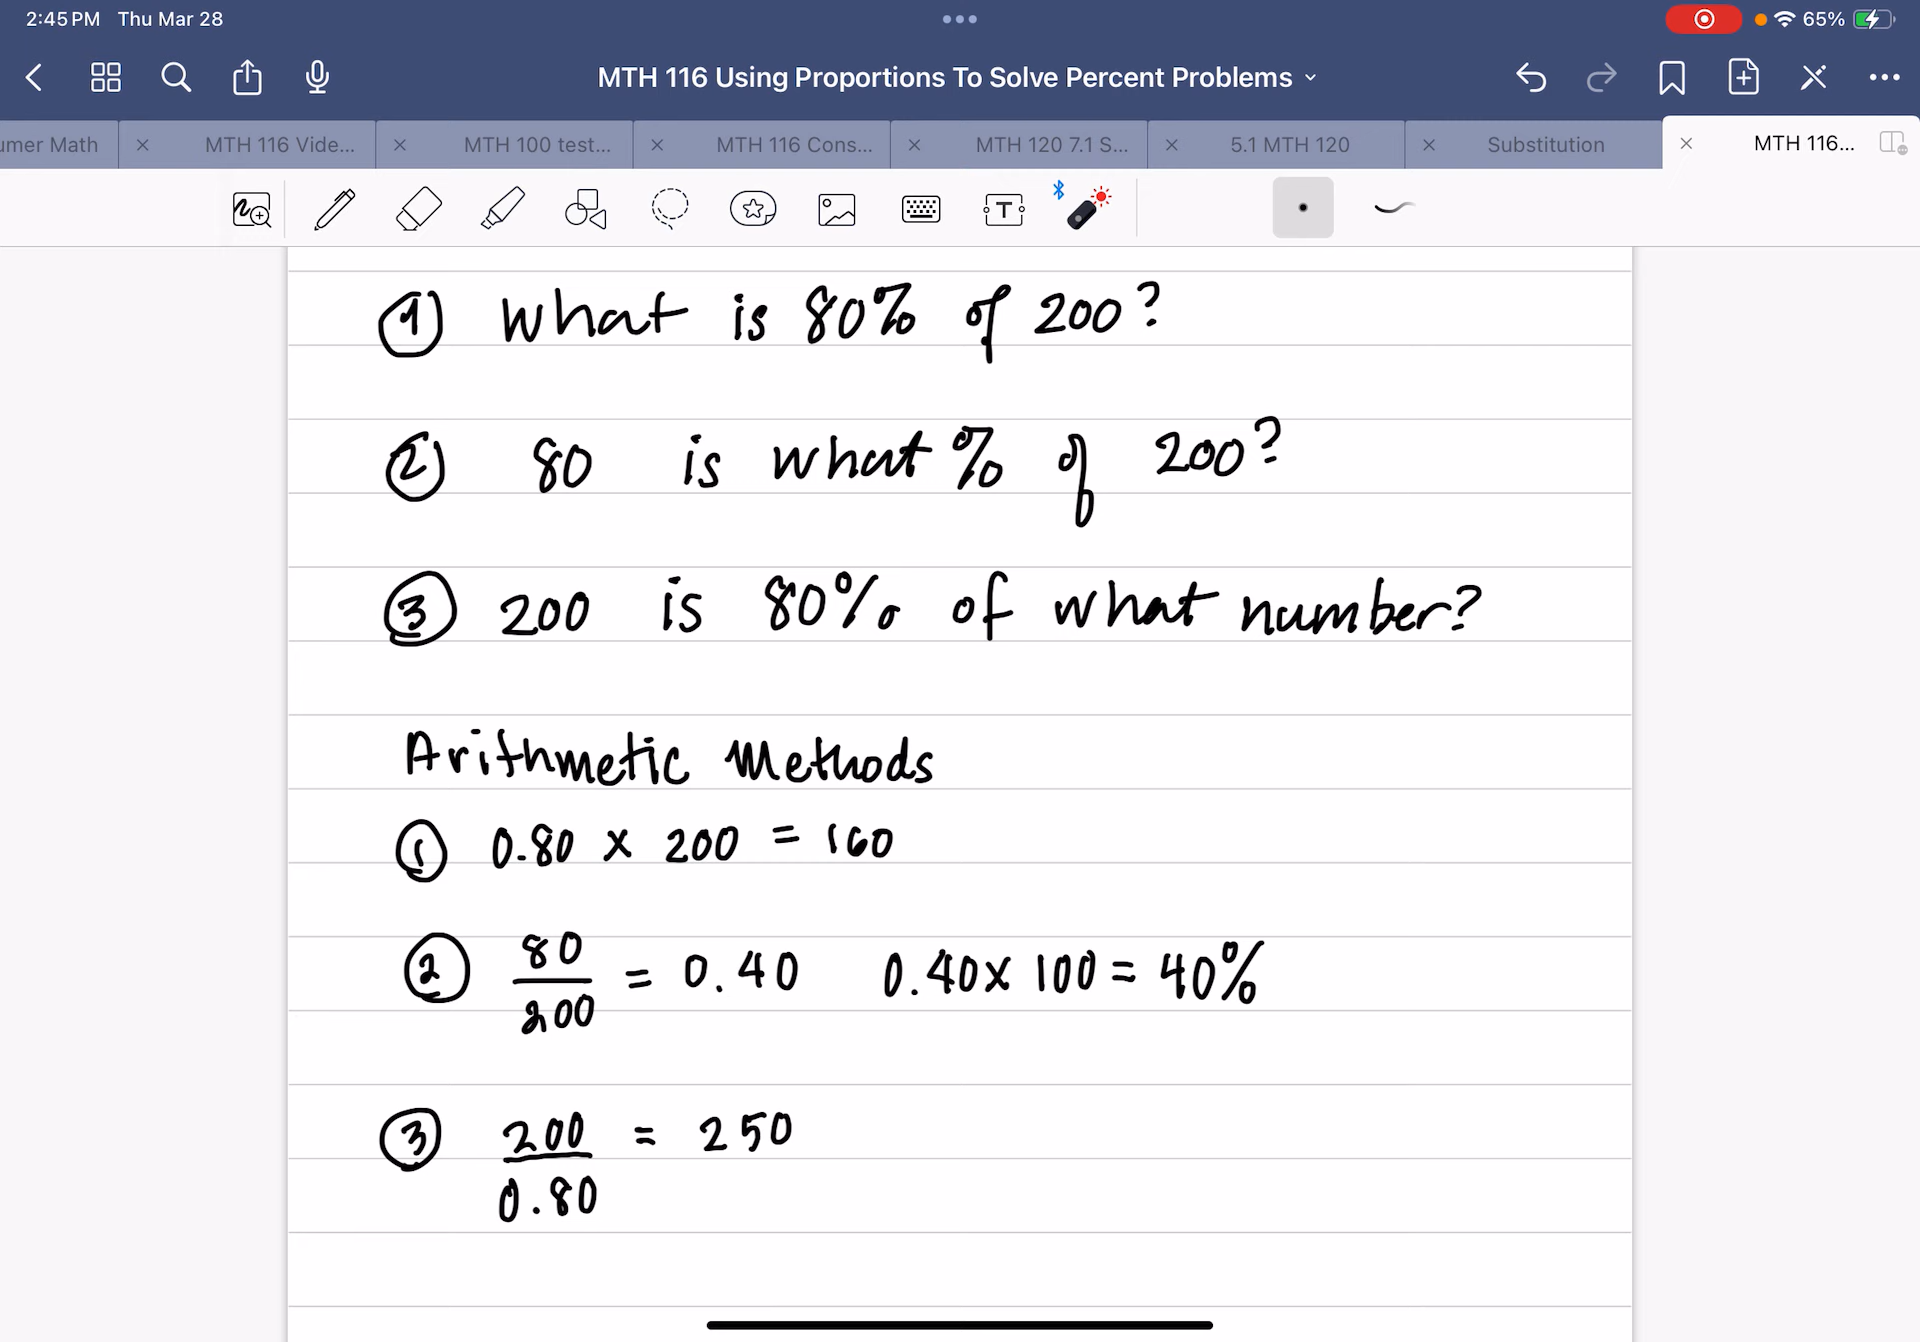 2:45 PM Thu Mar 28
65%
MTH 116 Using Proportions To Solve Percent Problems
umer Math
MTH 116 Vide...
MTH 100 test...
MTH 116 Cons...
MTH 120 7.1 S...
5.1 MTH 120
Substitution
MTH 116...
① What is 80% of 200?
② 80 is what % of 200?
③ 200 is 80% of what number?
Arithmetic Methods
① 0.80 × 200 = 160
② 80/200 = 0.40 0.40 × 100 = 40%
③ 200/0.80 = 250